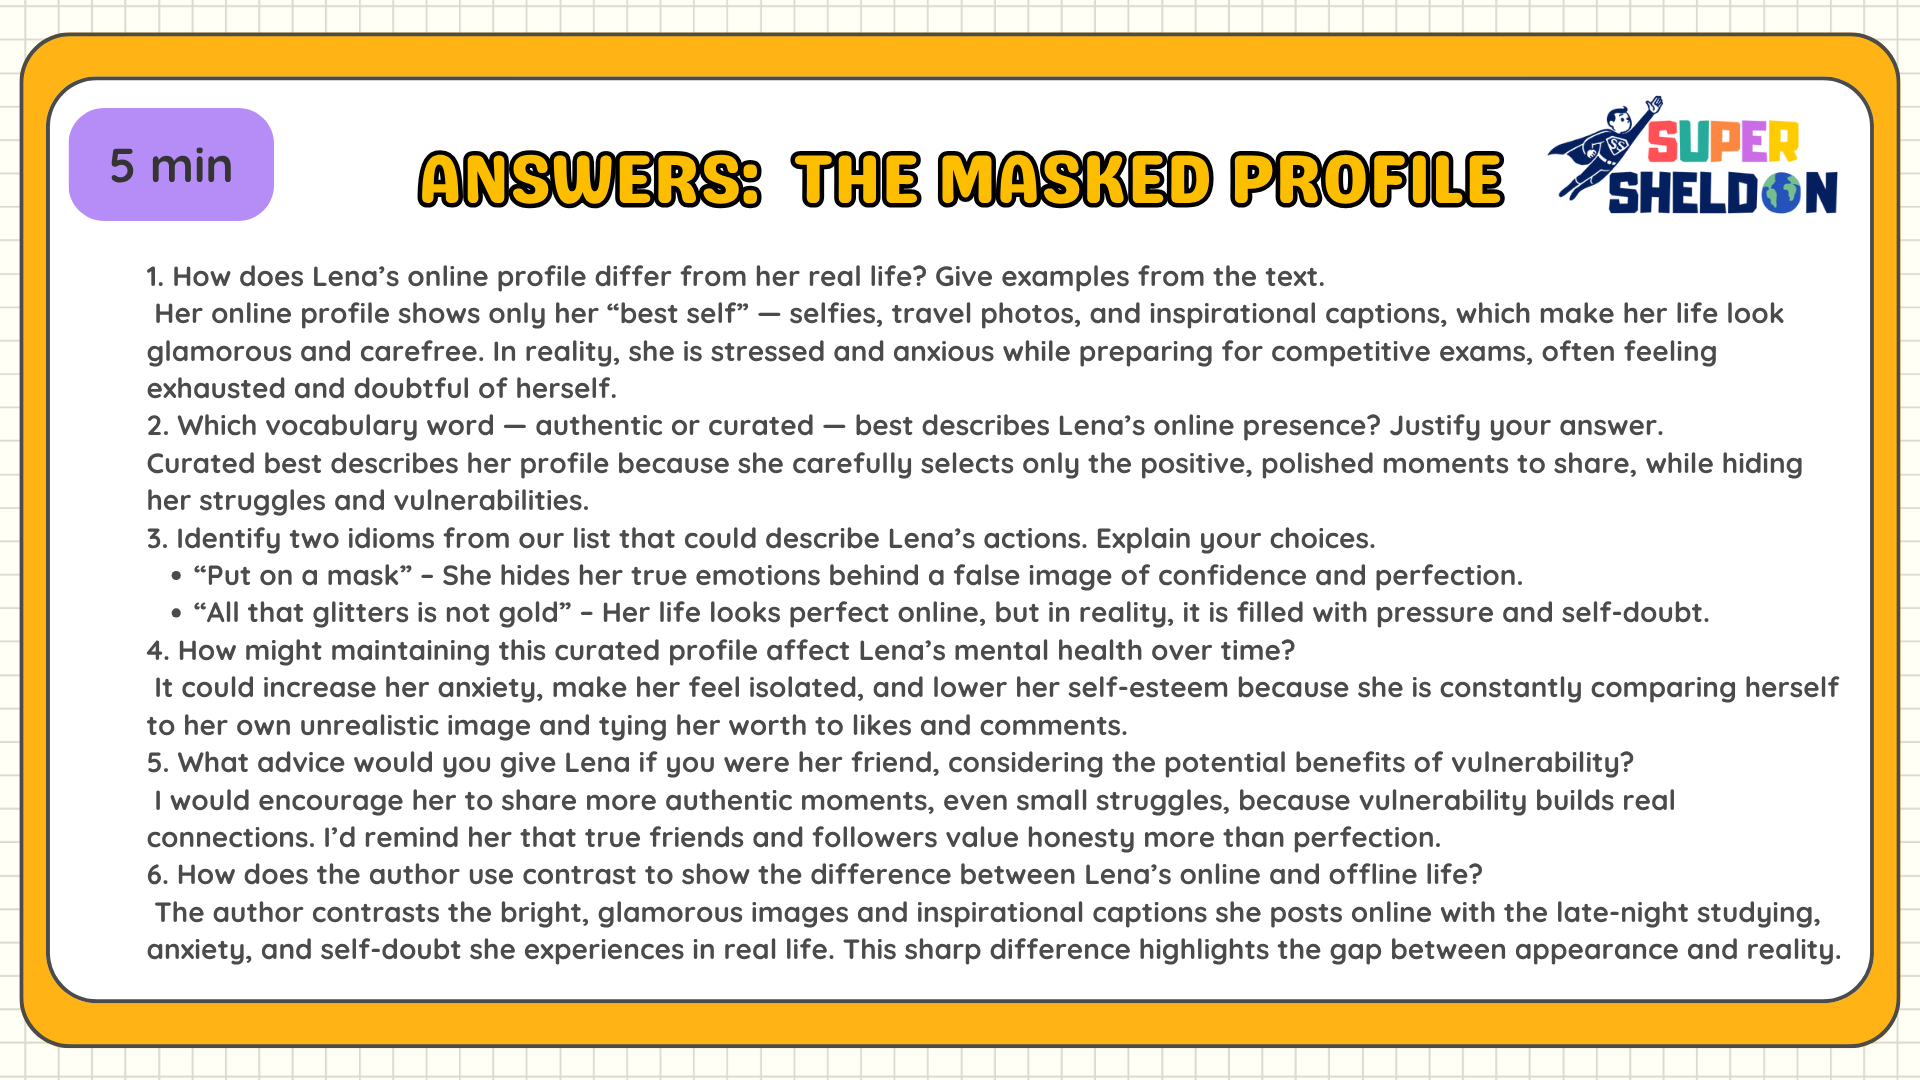 5 min
ANSWERS: THE MASKED PROFILE
SUPER
SHELDON
1. How does Lena’s online profile differ from her real life? Give examples from the text.
Her online profile shows only her “best self” — selfies, travel photos, and inspirational captions, which make her life look
glamorous and carefree. In reality, she is stressed and anxious while preparing for competitive exams, often feeling
exhausted and doubtful of herself.
2. Which vocabulary word — authentic or curated — best describes Lena’s online presence? Justify your answer.
Curated best describes her profile because she carefully selects only the positive, polished moments to share, while hiding
her struggles and vulnerabilities.
3. Identify two idioms from our list that could describe Lena’s actions. Explain your choices.
• “Put on a mask” – She hides her true emotions behind a false image of confidence and perfection.
• “All that glitters is not gold” – Her life looks perfect online, but in reality, it is filled with pressure and self-doubt.
4. How might maintaining this curated profile affect Lena’s mental health over time?
It could increase her anxiety, make her feel isolated, and lower her self-esteem because she is constantly comparing herself
to her own unrealistic image and tying her worth to likes and comments.
5. What advice would you give Lena if you were her friend, considering the potential benefits of vulnerability?
I would encourage her to share more authentic moments, even small struggles, because vulnerability builds real
connections. I’d remind her that true friends and followers value honesty more than perfection.
6. How does the author use contrast to show the difference between Lena’s online and offline life?
The author contrasts the bright, glamorous images and inspirational captions she posts online with the late-night studying,
anxiety, and self-doubt she experiences in real life. This sharp difference highlights the gap between appearance and reality.